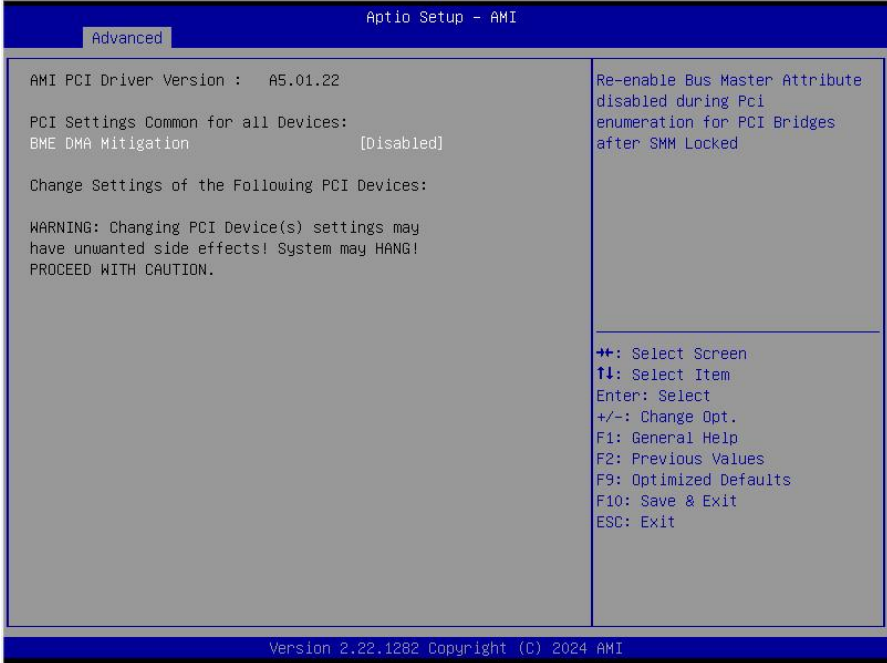 Aptio Setup – AMI
Advanced
AMI PCI Driver Version :   A5.01.22
PCI Settings Common for all Devices:
BME DMA Mitigation   [Disabled]
Change Settings of the Following PCI Devices:
WARNING: Changing PCI Device(s) settings may
have unwanted side effects! System may HANG!
PROCEED WITH CAUTION.
Re-enable Bus Master Attribute
disabled during Pci
enumeration for PCI Bridges
after SMM Locked
→←: Select Screen
↑↓: Select Item
Enter: Select
+/-: Change Opt.
F1: General Help
F2: Previous Values
F9: Optimized Defaults
F10: Save & Exit
ESC: Exit
Version 2.22.1282 Copyright (C) 2024 AMI